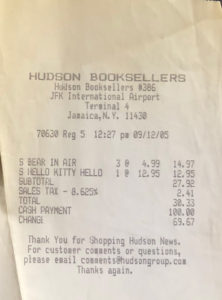 HUDSON BOOKSELLERS
Hudson Booksellers #386
JFK International Airport
Terminal 4
Jamaica, N.Y. 11430
70630 Reg 5 12:27 pm 09/12/05
S BEAR IN AIR 3 @ 4.99 14.97
S HELLO KITTY HELLO 1 @ 12.95 12.95
SUBTOTAL 27.92
SALES TAX - 8.625% 2.41
TOTAL 30.33
CASH PAYMENT 100.00
CHANGE 69.67
Thank You for Shopping Hudson News.
For customer comments or questions,
please email comments@hudsongroup.com
Thanks again.